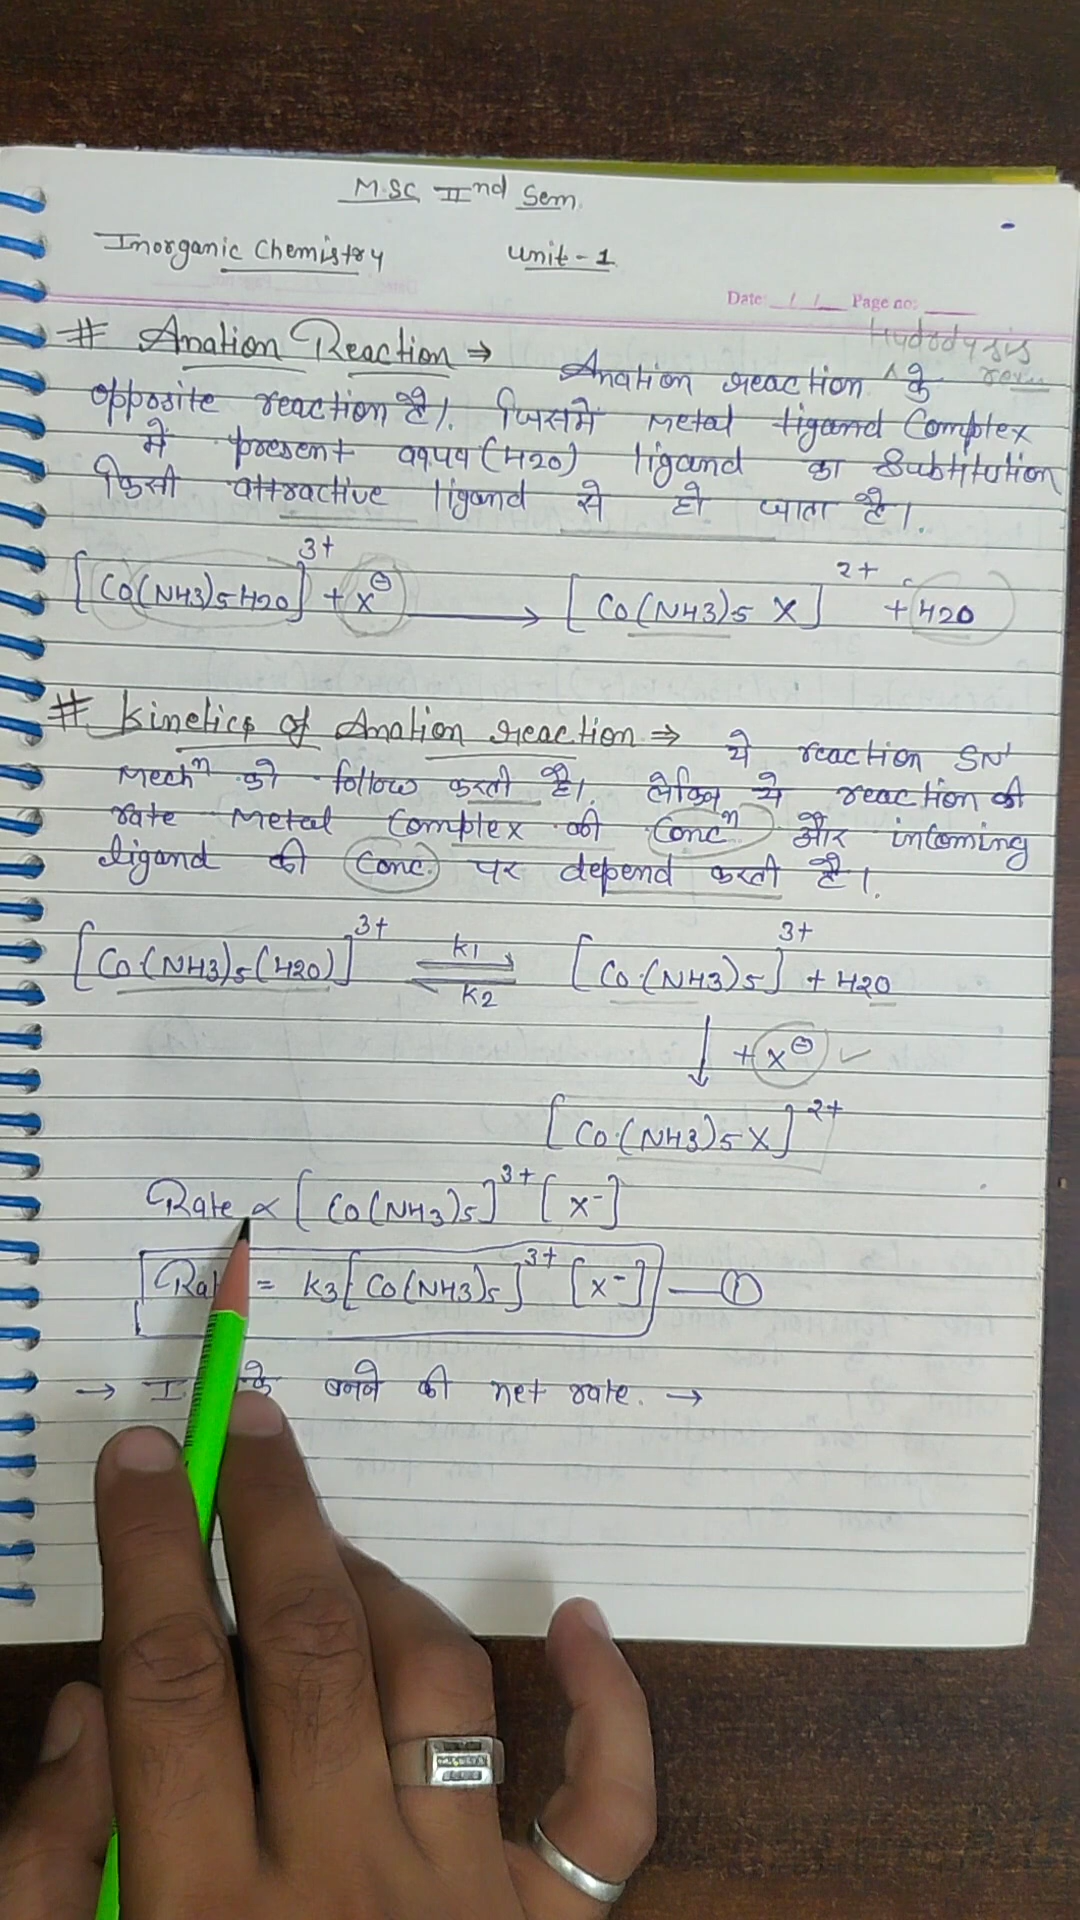 M.SC IInd Sem.
Inorganic Chemistry Unit - 1
Date: / / Page no:
Hydrolysis
# Anation Reaction ⇒ Anation reaction ^ के
opposite reaction है। जिसमें metal ligand Complex
में present aqua (H2O) ligand का Substitution
किसी attractive ligand से हो जाता है।
[Co(NH3)5H2O]3+ + X⊖ → [Co(NH3)5 X]2+ + H2O
# Kinetics of Anation reaction ⇒ ये reaction SN1
Mechn को follow करती है। लेकिन ये reaction की
rate metal Complex की Concn और incoming
ligand की Conc. पर depend करती है।
[Co(NH3)5(H2O)]3+ ⇌ k1 k2 [Co(NH3)5]3+ + H2O
↓ + X⊖ ✓
[Co(NH3)5X]2+
Rate ∝ [Co(NH3)5]3+ [X-]
= k3[Co(NH3)5]3+ [X-] — ①
→ के बनने की net rate. →